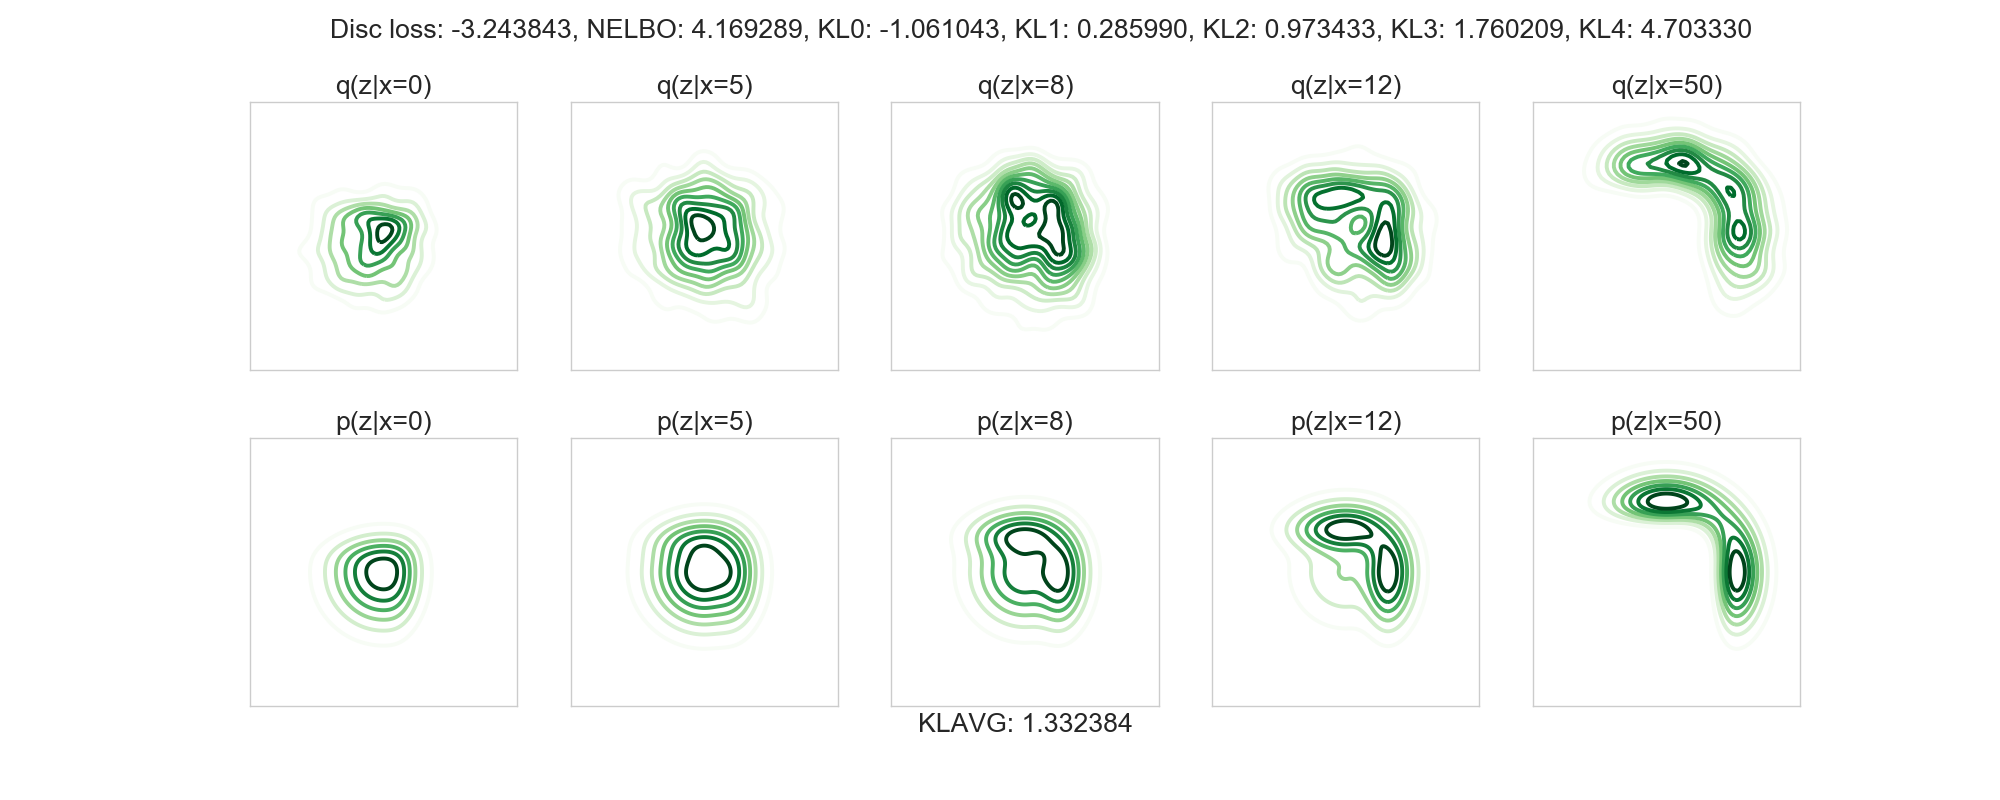 Disc loss: -3.243843, NELBO: 4.169289, KL0: -1.061043, KL1: 0.285990, KL2: 0.973433, KL3: 1.760209, KL4: 4.703330
q(z|x=0) q(z|x=5) q(z|x=8) q(z|x=12) q(z|x=50)
p(z|x=0) p(z|x=5) p(z|x=8) p(z|x=12) p(z|x=50)
KLAVG: 1.332384